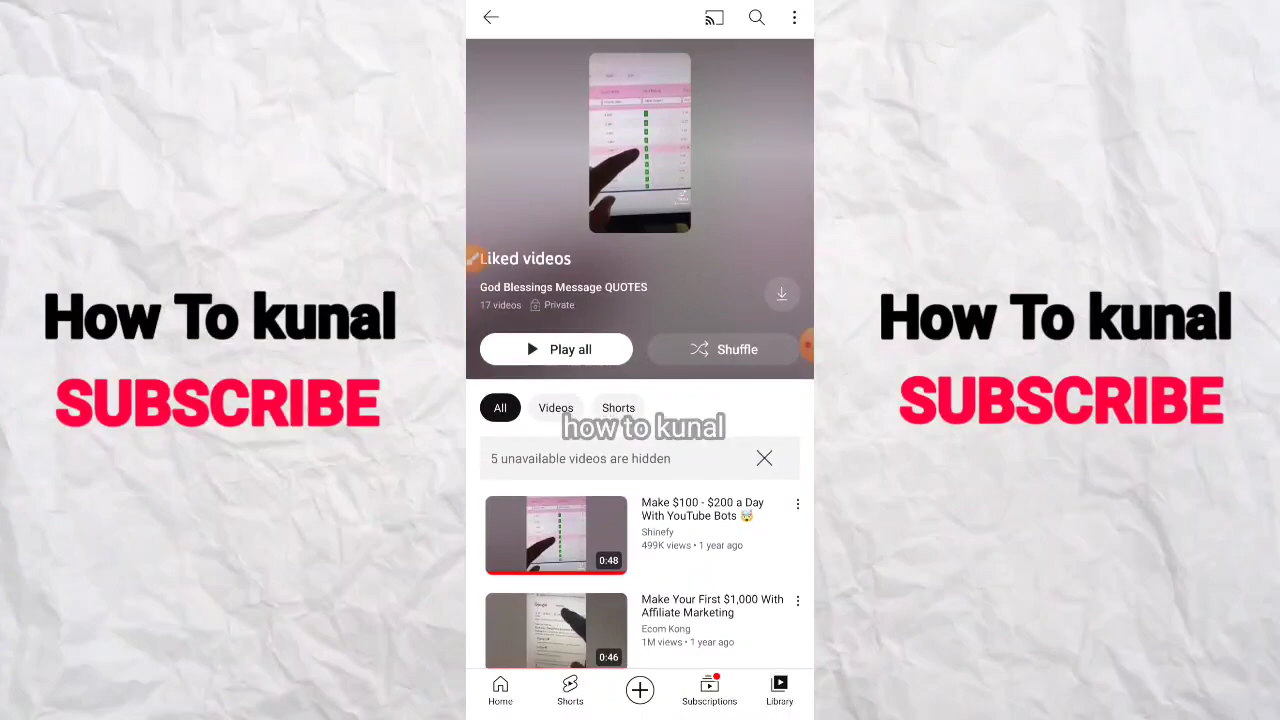 How To kunal
SUBSCRIBE
Liked videos
God Blessings Message QUOTES
17 videos Private
Play all
Shuffle
All
Videos
Shorts
how to kunal
5 unavailable videos are hidden
Make $100 - $200 a Day
With YouTube Bots 🤯
Shinefy
499K views • 1 year ago
0:48
Make Your First $1,000 With
Affiliate Marketing
Ecom Kong
1M views • 1 year ago
0:46
Home
Shorts
Subscriptions
Library
How To kunal
SUBSCRIBE